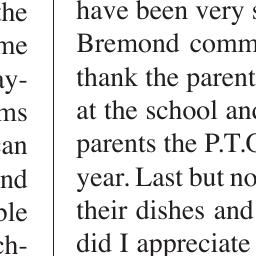 the
me
ay-
ms
can
nd
ble
ch-
have been very s
Bremond comm
thank the parent
at the school and
parents the P.T.O
year. Last but no
their dishes and
did I appreciate